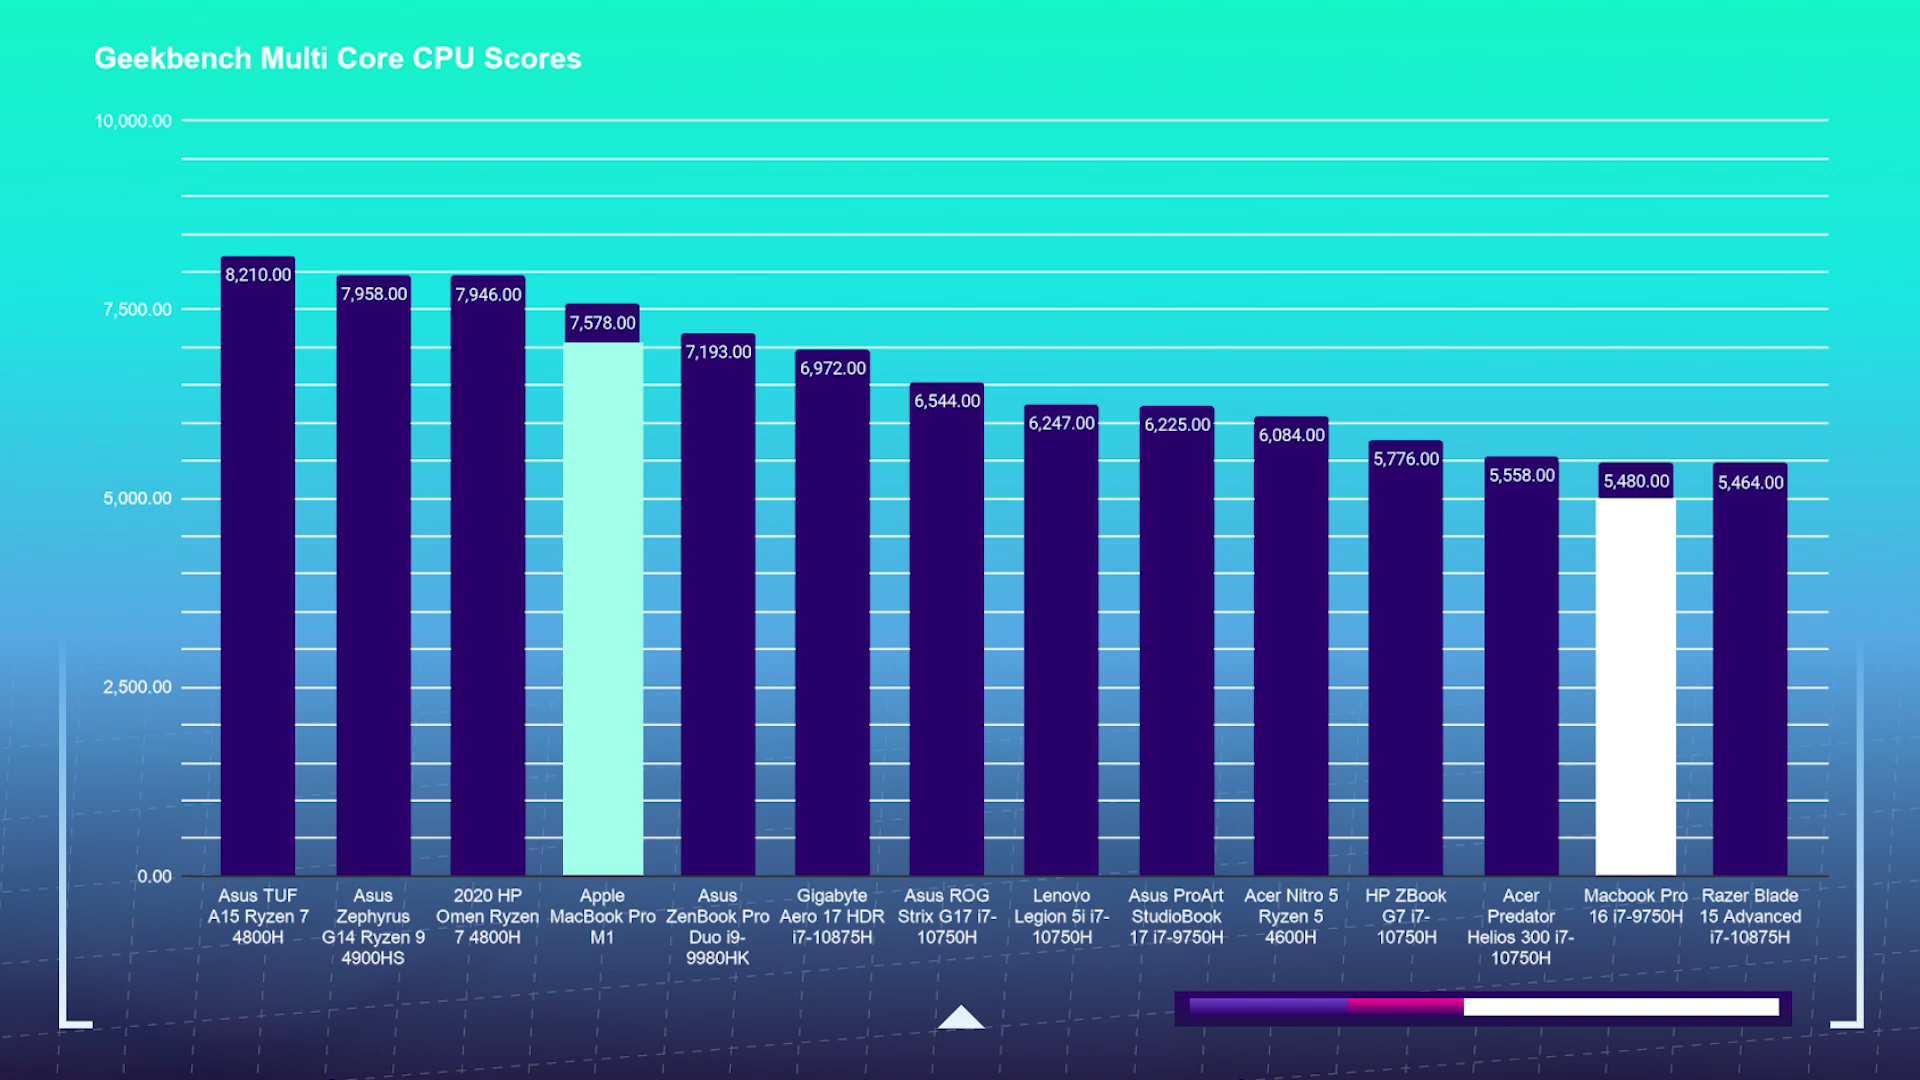 Geekbench Multi Core CPU Scores
10,000.00
7,500.00
5,000.00
2,500.00
0.00
8,210.00
7,958.00
7,946.00
7,578.00
7,193.00
6,972.00
6,544.00
6,247.00
6,225.00
6,084.00
5,776.00
5,558.00
5,480.00
5,464.00
Asus TUF
A15 Ryzen 7
4800H
Asus
Zephyrus
G14 Ryzen 9
4900HS
2020 HP
Omen Ryzen
7 4800H
Apple
MacBook Pro
M1
Asus
ZenBook Pro
Duo i9-
9980HK
Gigabyte
Aero 17 HDR
i7-10875H
Asus ROG
Strix G17 i7-
10750H
Lenovo
Legion 5i i7-
10750H
Asus ProArt
StudioBook
17 i7-9750H
Acer Nitro 5
Ryzen 5
4600H
HP ZBook
G7 i7-
10750H
Acer
Predator
Helios 300 i7-
10750H
Macbook Pro
16 i7-9750H
Razer Blade
15 Advanced
i7-10875H